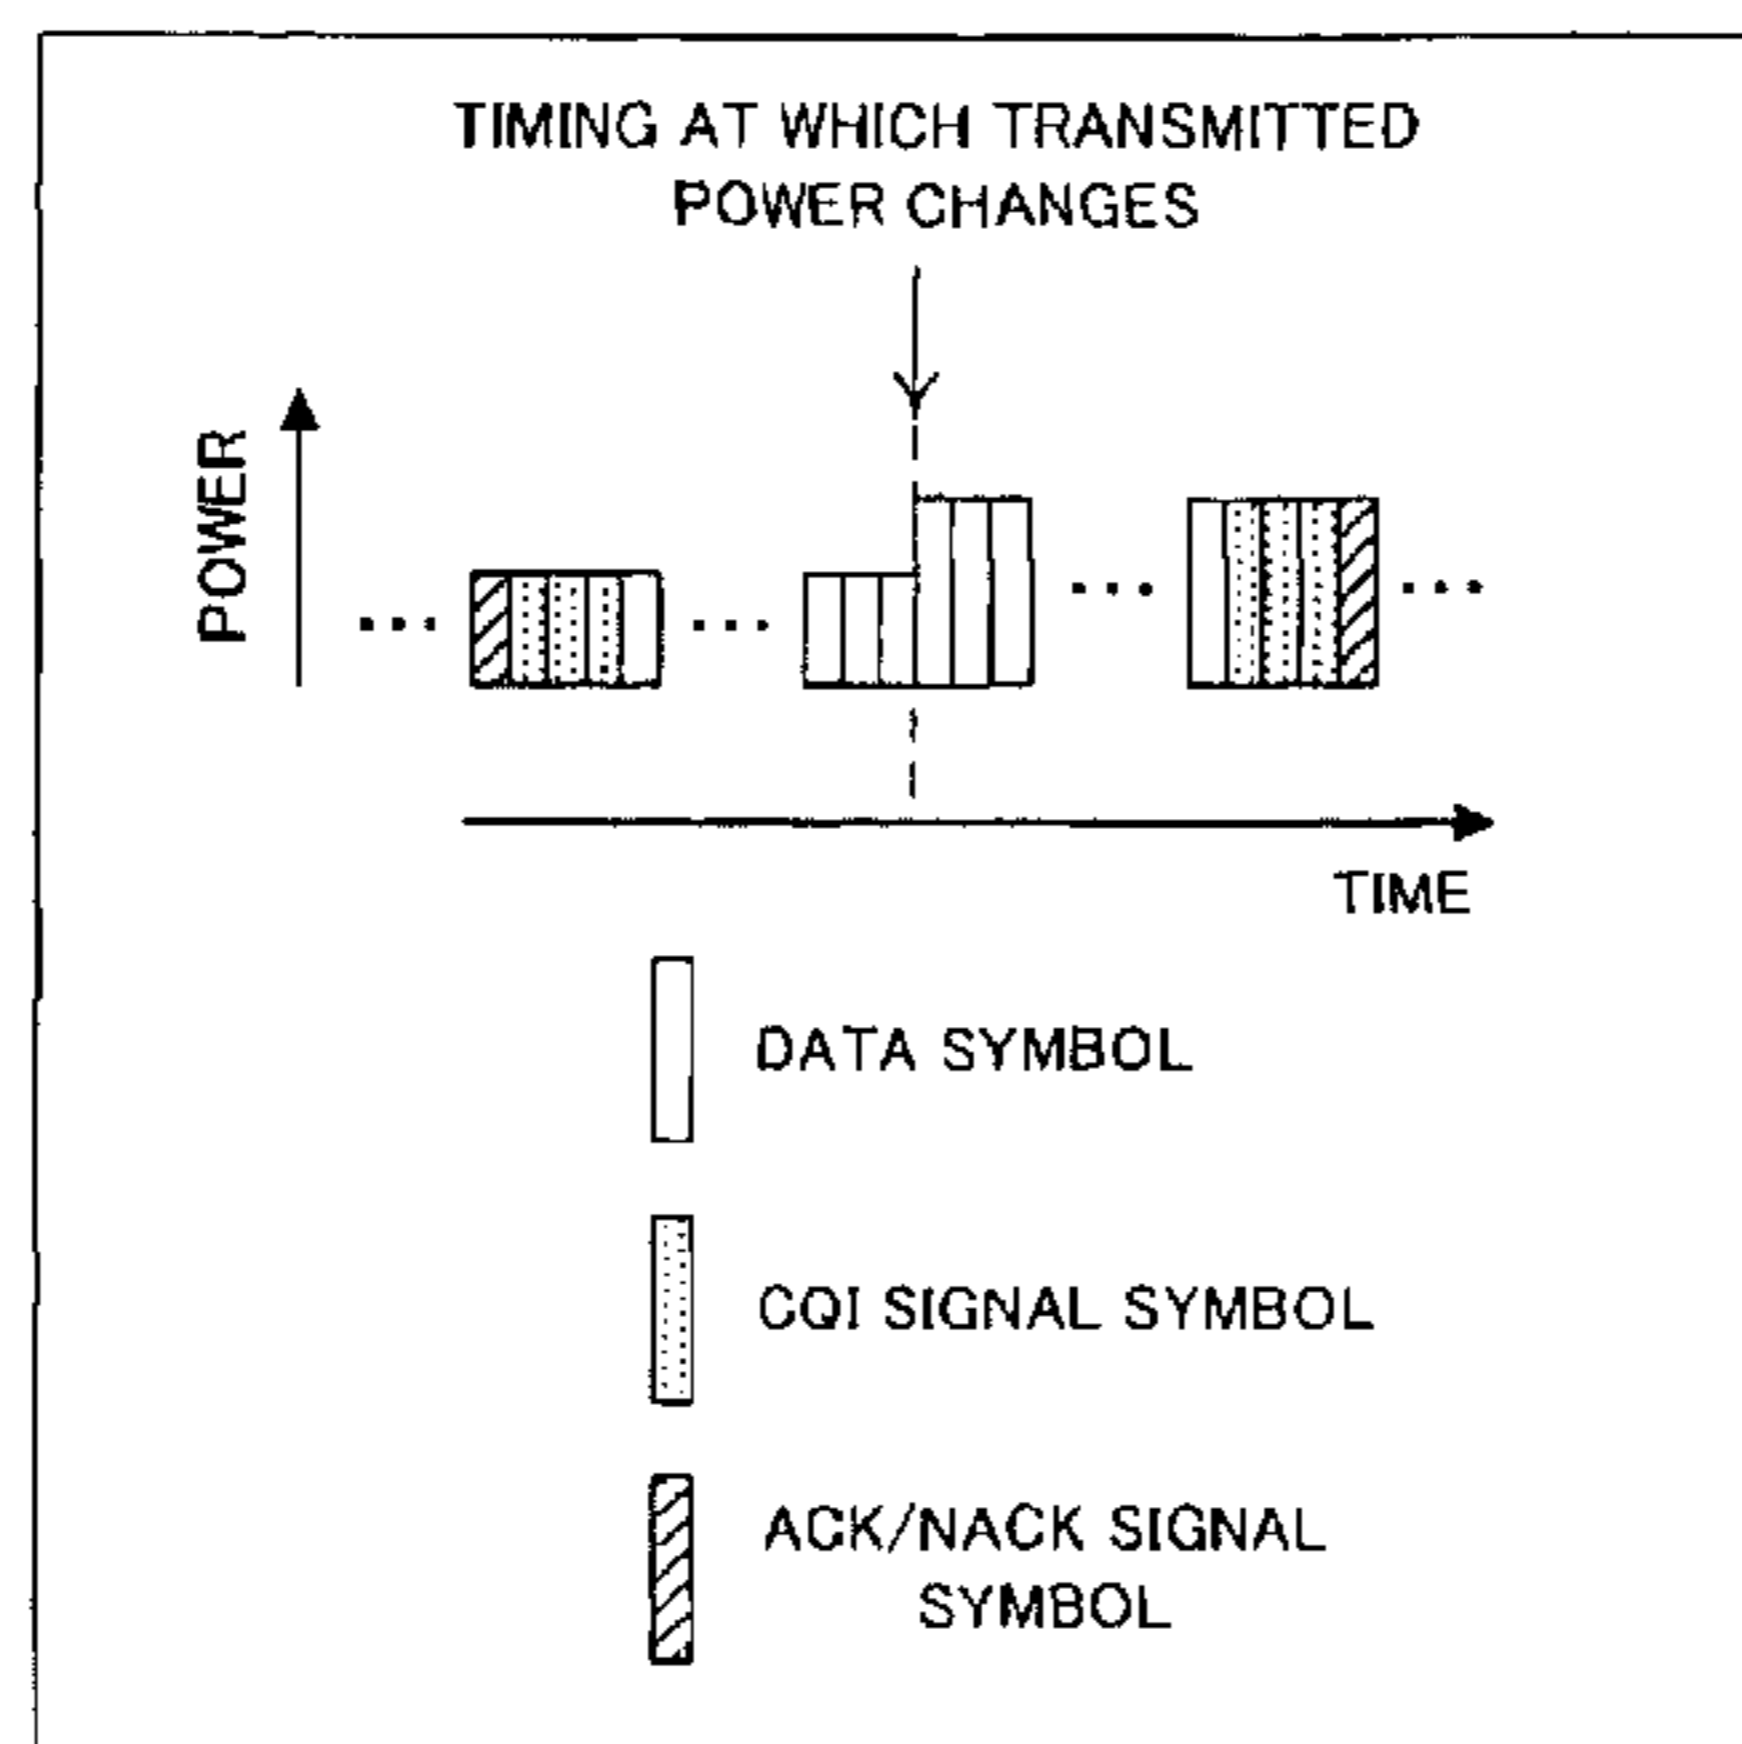 TIMING AT WHICH TRANSMITTED
POWER CHANGES
POWER
... ... ... ...
TIME
DATA SYMBOL
CQI SIGNAL SYMBOL
ACK/NACK SIGNAL
SYMBOL